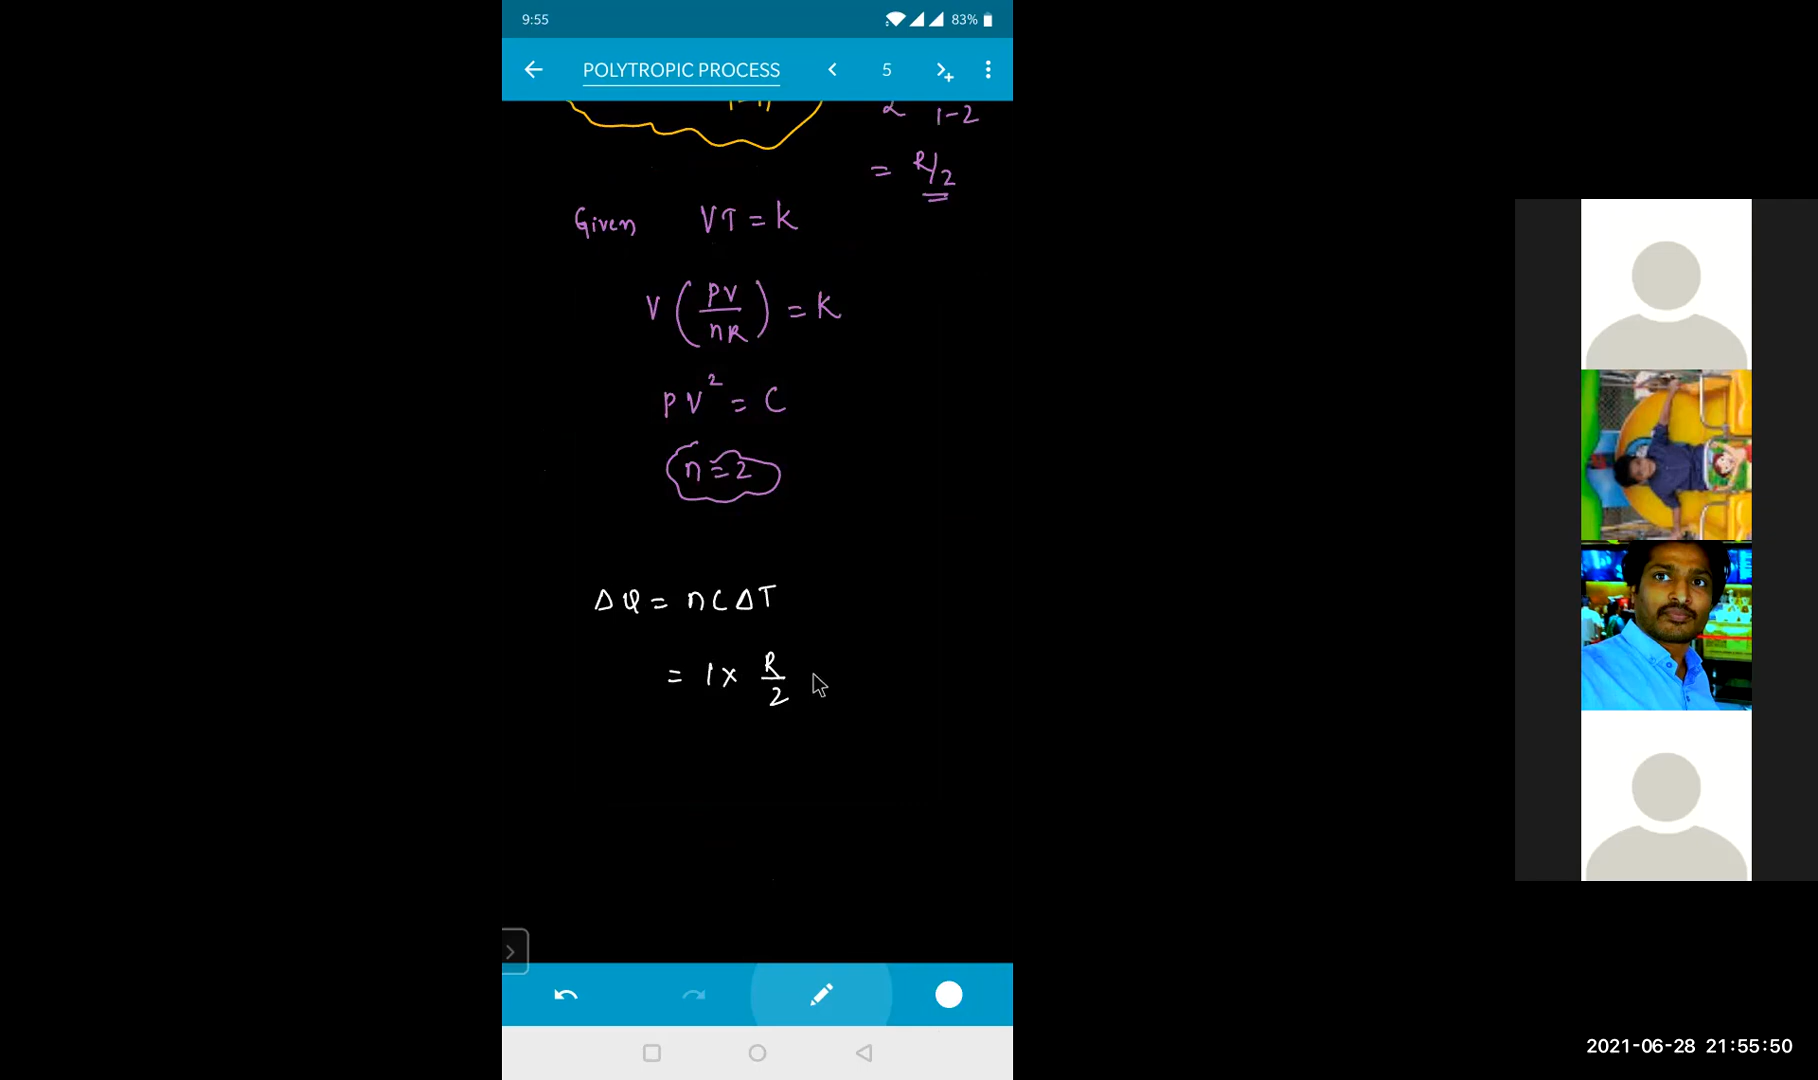 9:55
83%
POLYTROPIC PROCESS
5
1-2
= R/2
Given VT = K
V (PV/nR) = K
PV² = C
n = 2
ΔQ = nCΔT
= 1 × R/2
2021-06-28 21:55:50